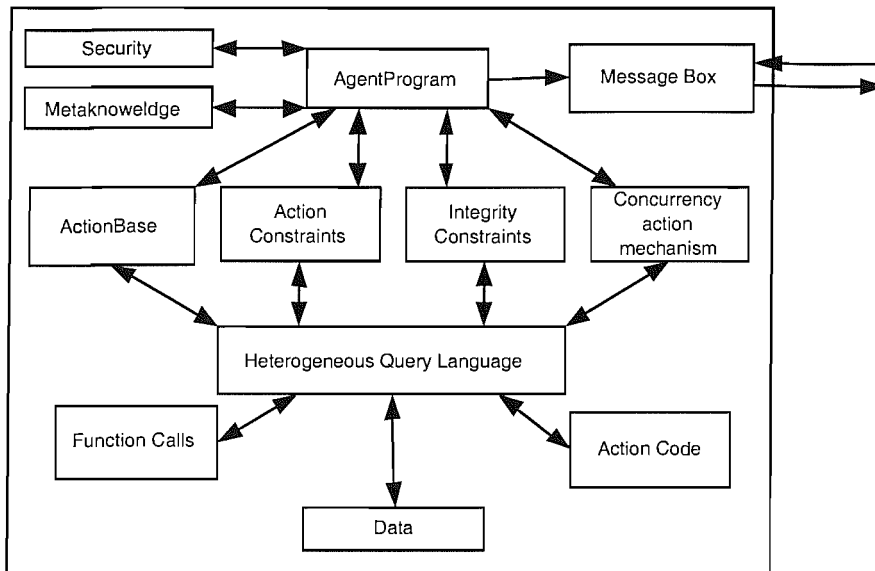 Security
AgentProgram
Message Box
Metaknoweldge
ActionBase
Action
Constraints
Integrity
Constraints
Concurrency
action
mechanism
Heterogeneous Query Language
Function Calls
Action Code
Data